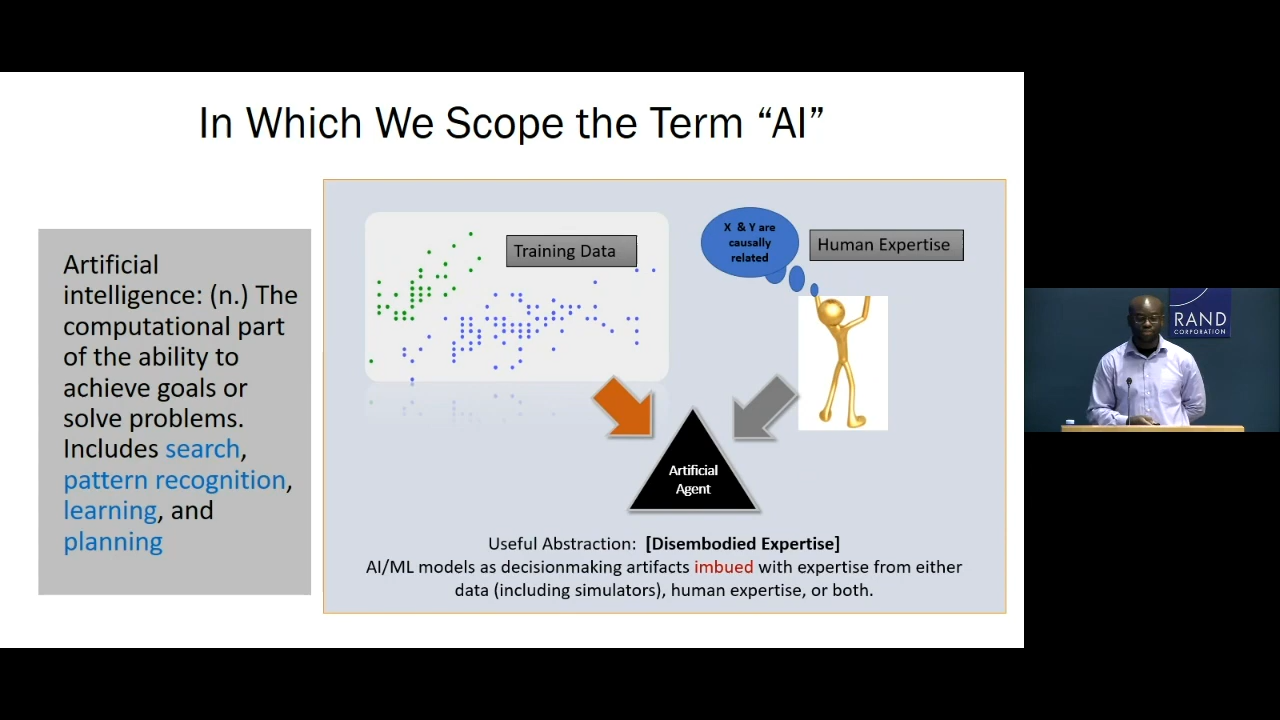 In Which We Scope the Term “AI”
Artificial
intelligence: (n.) The
computational part
of the ability to
achieve goals or
solve problems.
Includes search,
pattern recognition,
learning, and
planning
Training Data
X & Y are
causally
related
Human Expertise
Artificial
Agent
Useful Abstraction: [Disembodied Expertise]
AI/ML models as decisionmaking artifacts imbued with expertise from either
data (including simulators), human expertise, or both.
RAND
CORPORATION